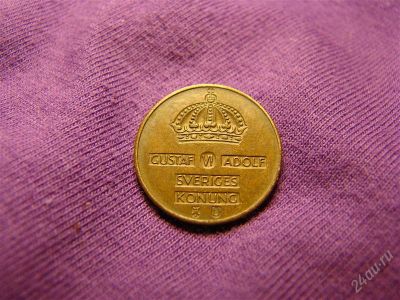 GUSTAF VI ADOLF
SVERIGES
KONUNG
24au.ru